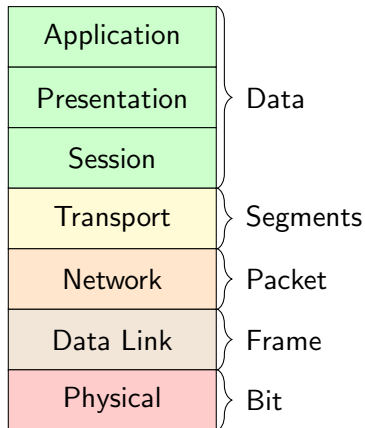 Application
Presentation
Data
Session
Transport
Segments
Network
Packet
Data Link
Frame
Physical
Bit